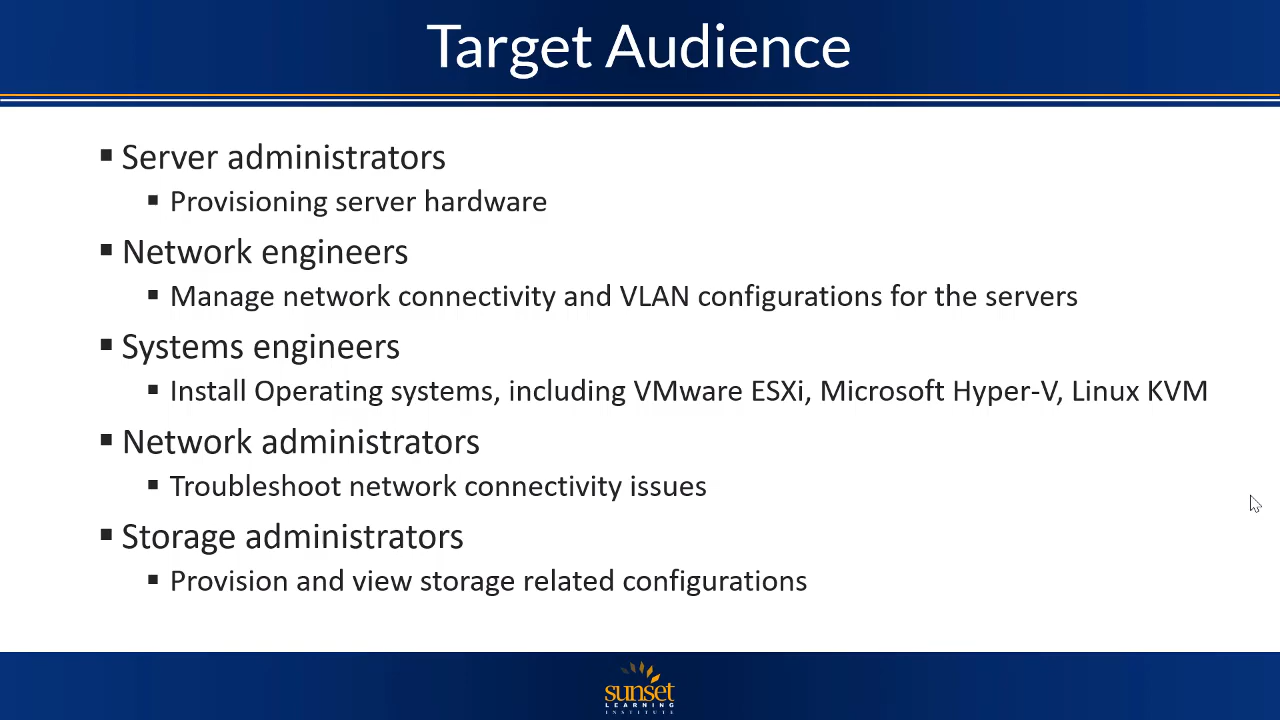 Target Audience
Server administrators
Provisioning server hardware
Network engineers
Manage network connectivity and VLAN configurations for the servers
Systems engineers
Install Operating systems, including VMware ESXi, Microsoft Hyper-V, Linux KVM
Network administrators
Troubleshoot network connectivity issues
Storage administrators
Provision and view storage related configurations
sunset
LEARNING
INSTITUTE